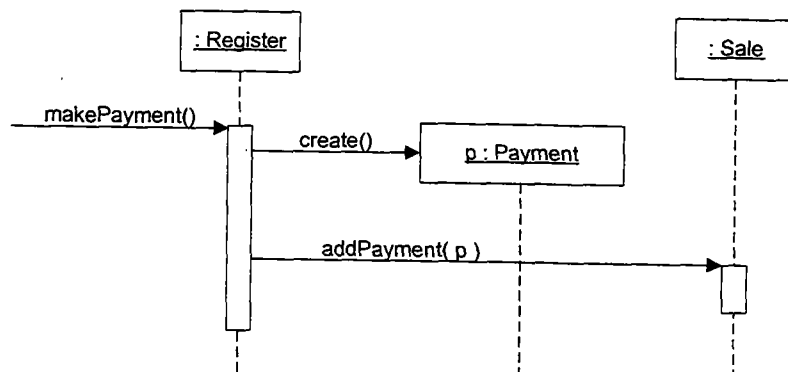 : Register
: Sale
makePayment()
create()
p : Payment
addPayment( p )